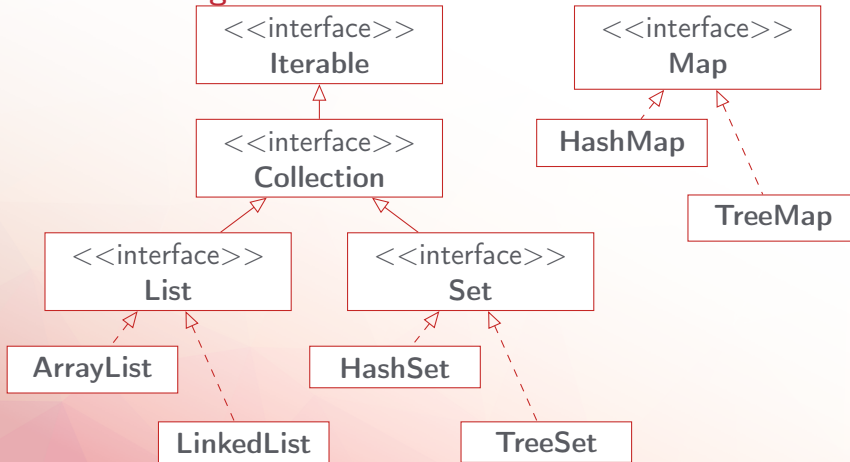 <<interface>>
Iterable
<<interface>>
Map
<<interface>>
Collection
HashMap
TreeMap
<<interface>>
List
<<interface>>
Set
ArrayList
HashSet
LinkedList
TreeSet